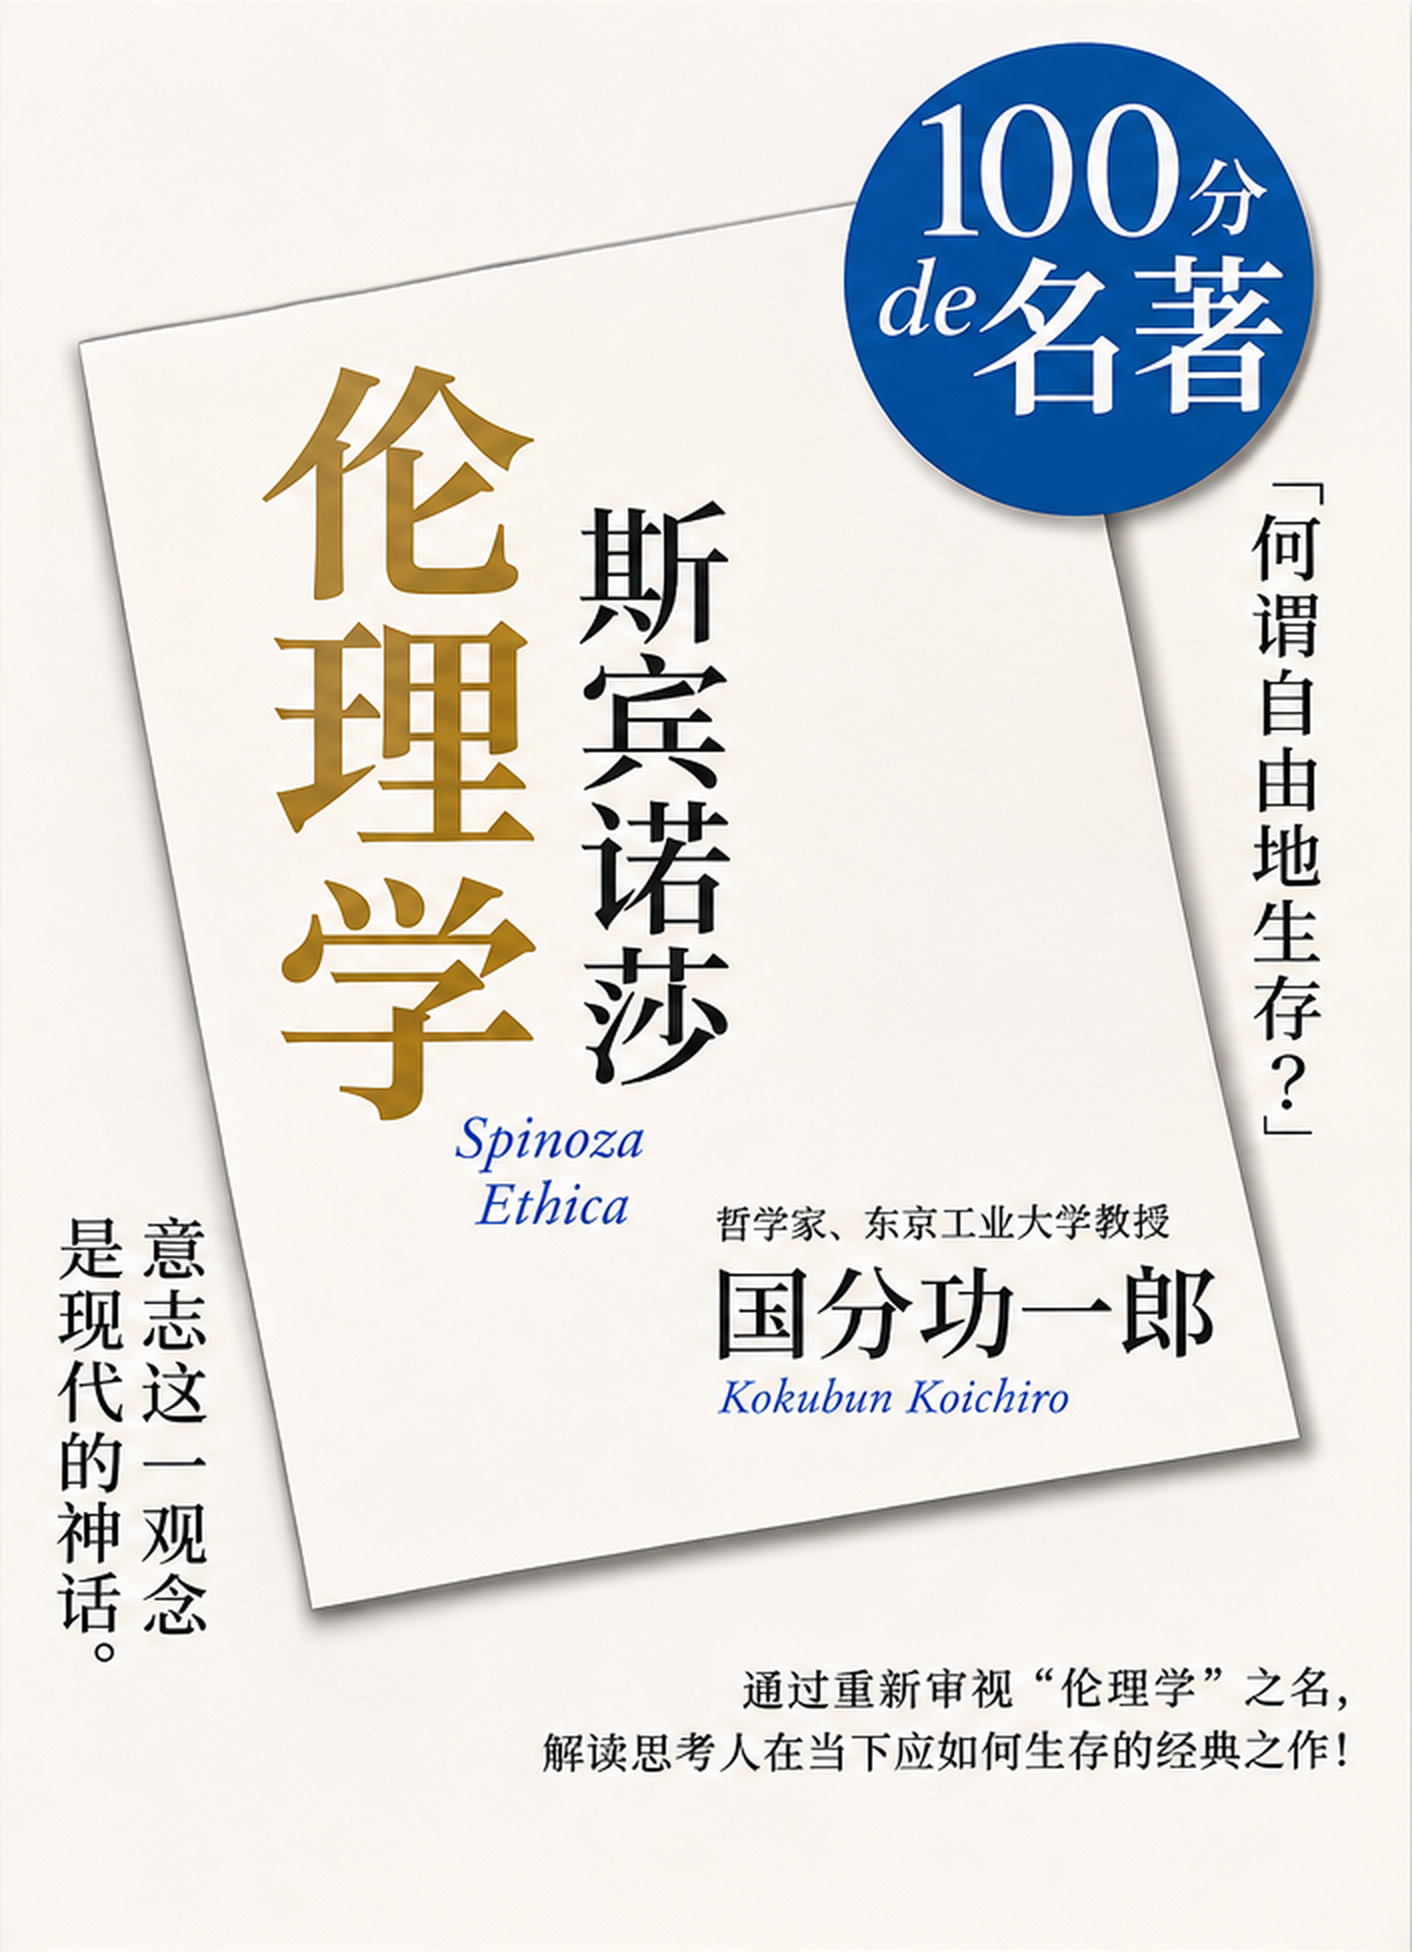 100分
de名著
「何谓自由地生存？」
斯宾诺莎
伦理学
Spinoza
Ethica
哲学家、东京工业大学教授
国分功一郎
Kokubun Koichiro
意志这一观念
是现代的神话。
通过重新审视“伦理学”之名，
解读思考人在当下应如何生存的经典之作！